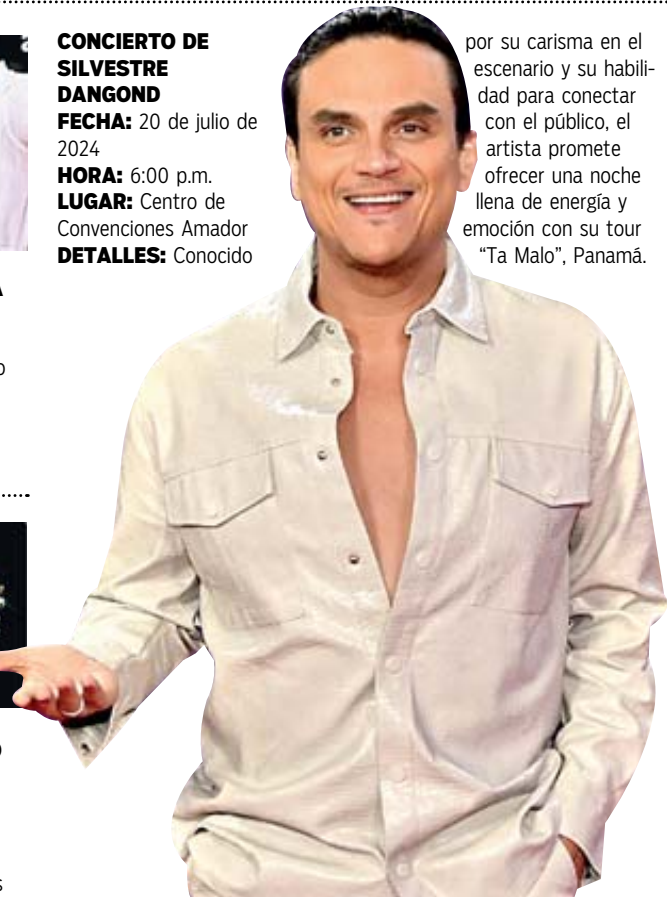 CONCIERTO DE
SILVESTRE
DANGOND
FECHA: 20 de julio de
2024
HORA: 6:00 p.m.
LUGAR: Centro de
Convenciones Amador
DETALLES: Conocido
por su carisma en el
escenario y su habili-
dad para conectar
con el público, el
artista promete
ofrecer una noche
llena de energía y
emoción con su tour
“Ta Malo”, Panamá.